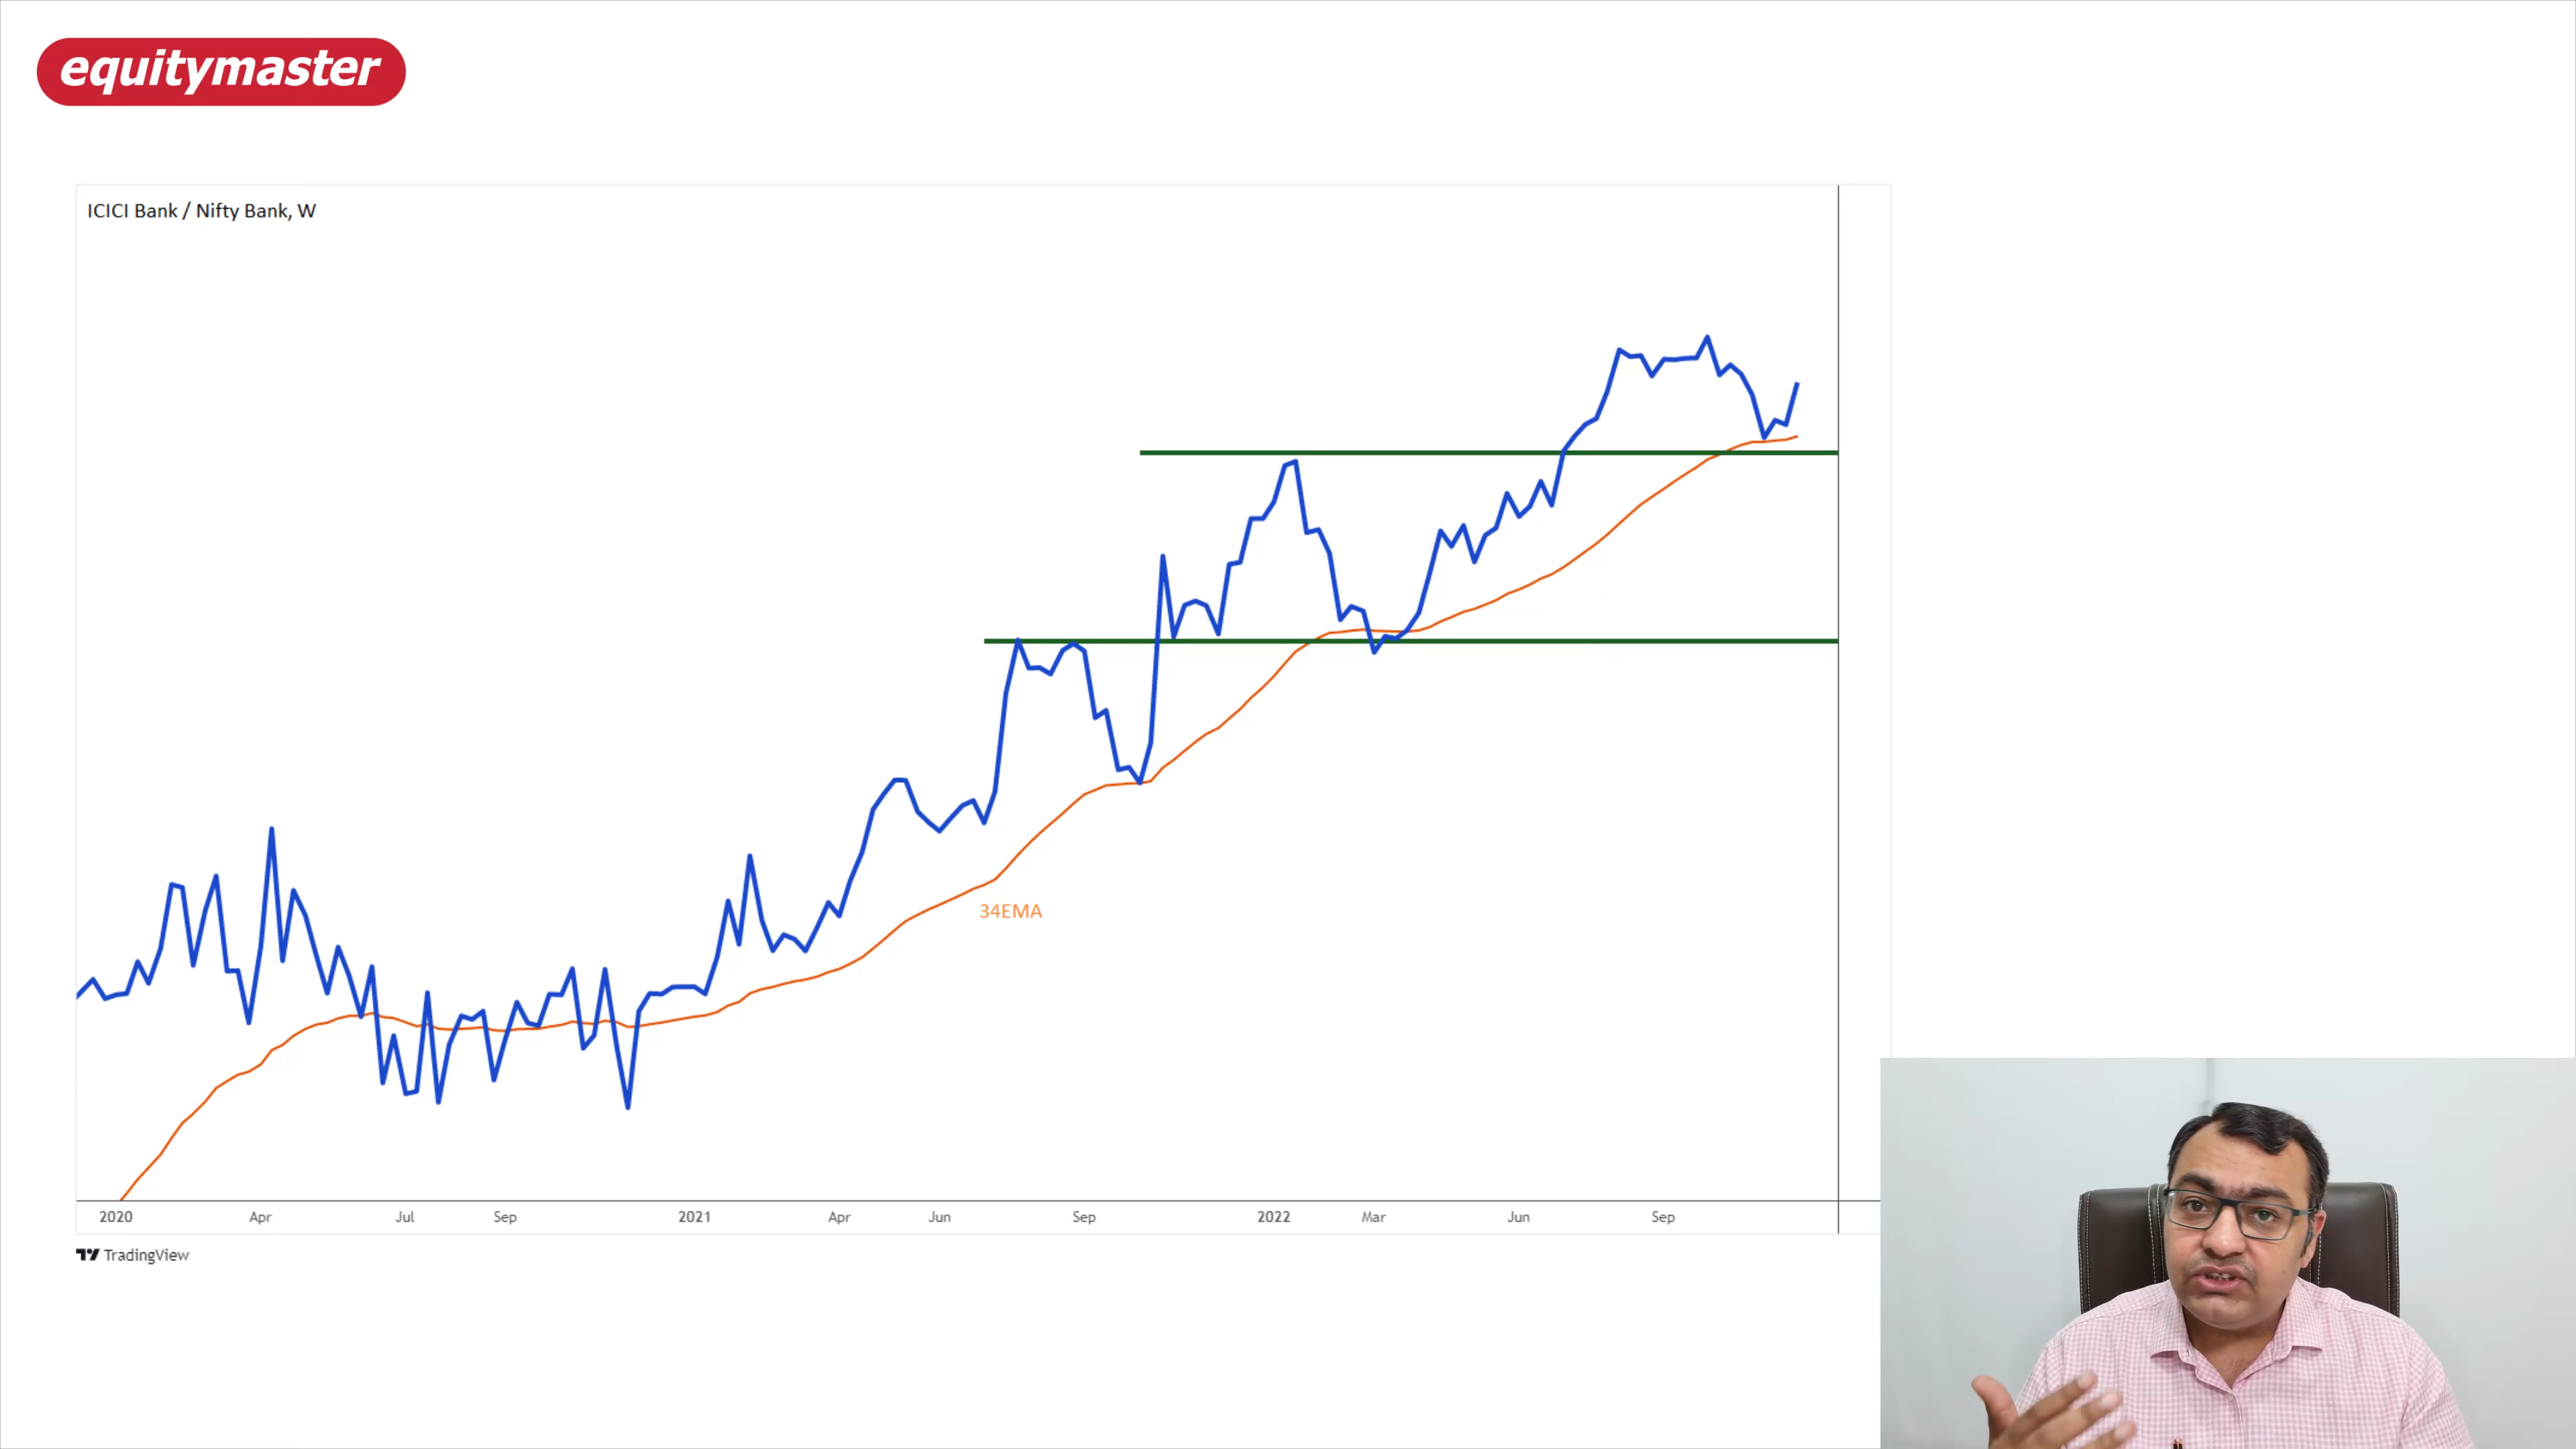 equitymaster
ICICI Bank / Nifty Bank, W
34EMA
2020 Apr Jul Sep 2021 Apr Jun Sep 2022 Mar Jun Sep
TradingView